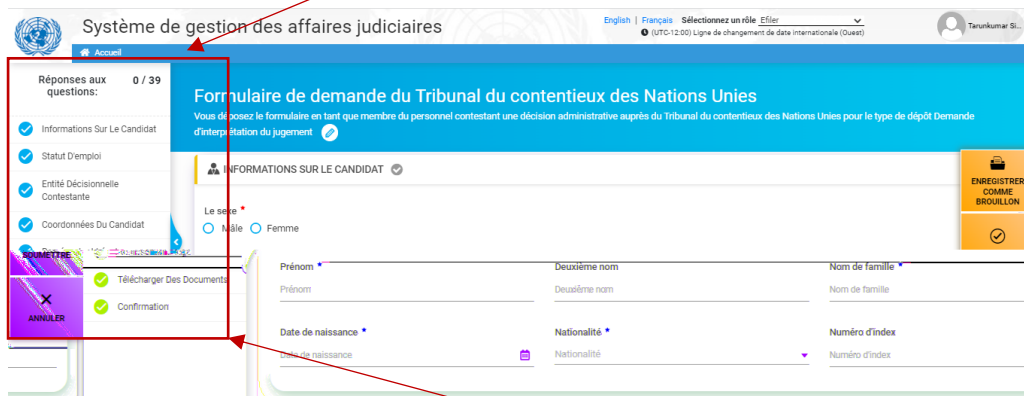 Système de gestion des affaires judiciaires
English | Français Sélectionnez un rôle Efiler
(UTC-12:00) Ligne de changement de date internationale (Ouest)
Tarunkumar Si...
Accueil
Réponses aux questions: 0 / 39
Informations Sur Le Candidat
Statut D'emploi
Entité Décisionnelle
Contestante
Coordonnées Du Candidat
Formulaire de demande du Tribunal du contentieux des Nations Unies
Vous déposez le formulaire en tant que membre du personnel contestant une décision administrative auprès du Tribunal du contentieux des Nations Unies pour le type de dépôt Demande
d'interprétation du jugement
INFORMATIONS SUR LE CANDIDAT
Le sexe *
Mâle Femme
ENREGISTRER
COMME
BROUILLON
SOUMETTRE
ANNULER
Télécharger Des Documents
Confirmation
Prénom * Deuxième nom Nom de famille *
Prénom Deuxième nom Nom de famille
Date de naissance * Nationalité * Numéro d'index
Date de naissance Nationalité Numéro d'index